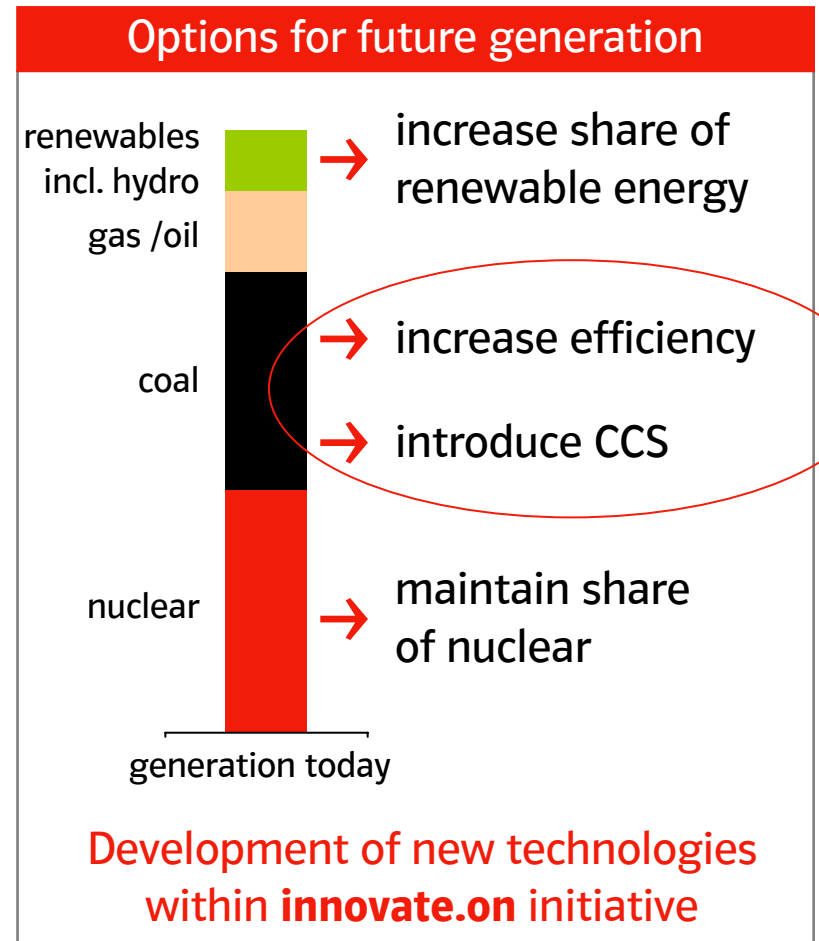 Options for future generation
renewables
incl. hydro
→ increase share of
renewable energy
gas /oil
coal
→ increase efficiency
→ introduce CCS
nuclear
→ maintain share
of nuclear
generation today
Development of new technologies
within innovate.on initiative